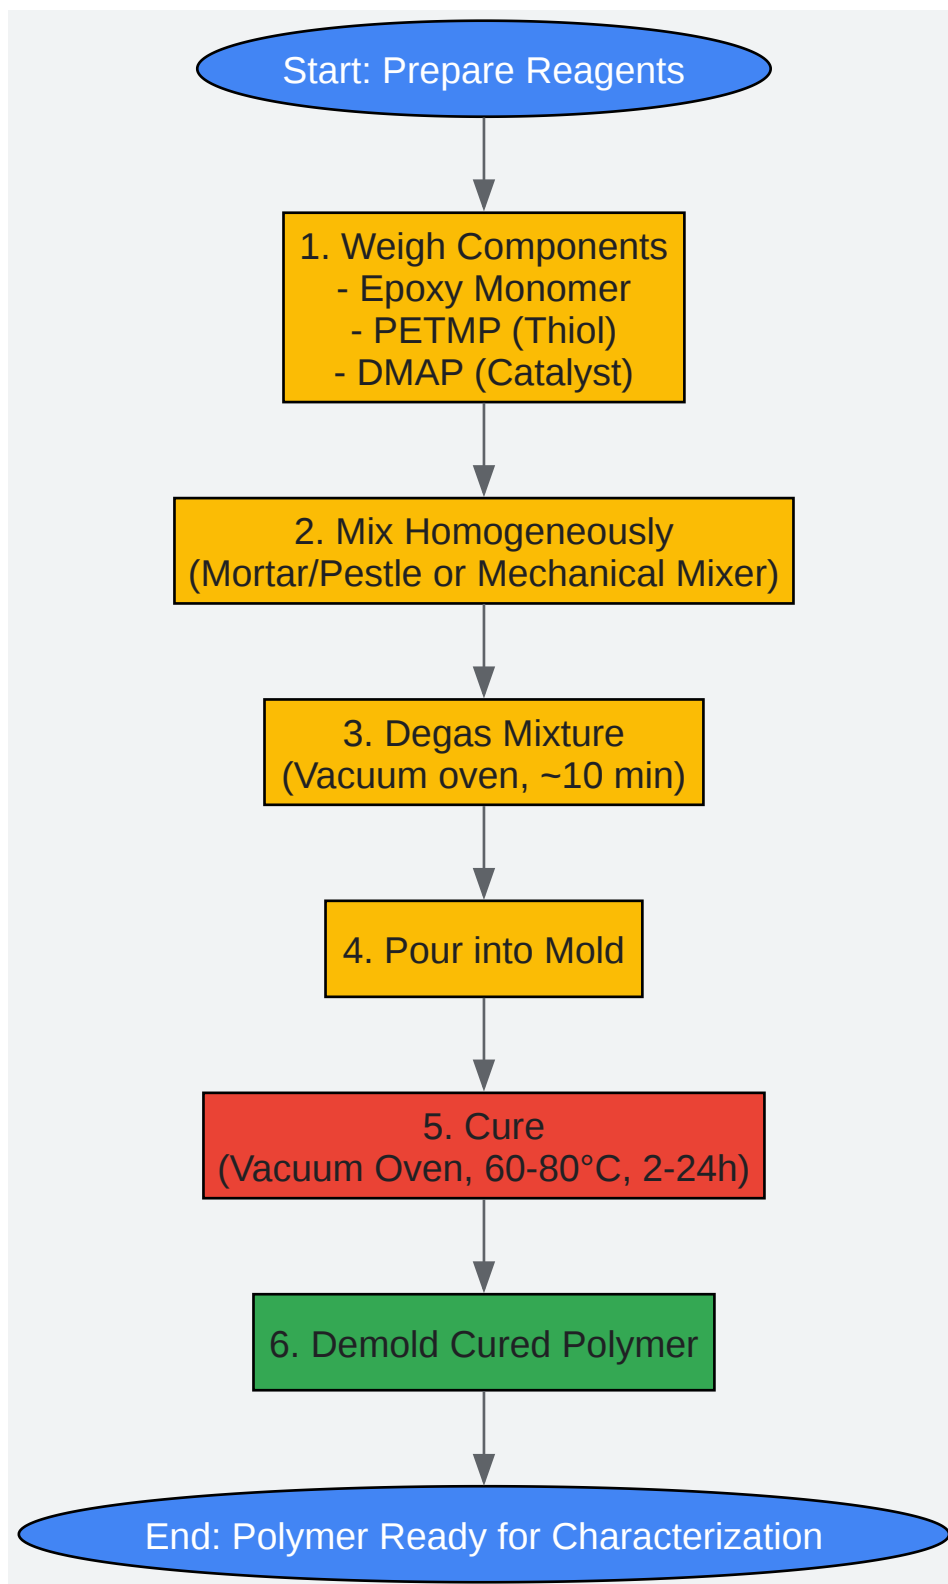 Start: Prepare Reagents
1. Weigh Components
- Epoxy Monomer
- PETMP (Thiol)
- DMAP (Catalyst)
2. Mix Homogeneously
(Mortar/Pestle or Mechanical Mixer)
3. Degas Mixture
(Vacuum oven, ~10 min)
4. Pour into Mold
5. Cure
(Vacuum Oven, 60-80°C, 2-24h)
6. Demold Cured Polymer
End: Polymer Ready for Characterization